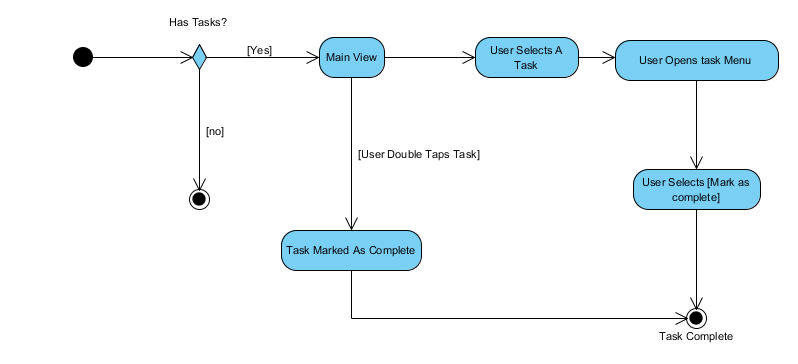 Has Tasks?
[Yes]
Main View
User Selects A
Task
User Opens task Menu
[no]
[User Double Taps Task]
User Selects [Mark as
complete]
Task Marked As Complete
Task Complete